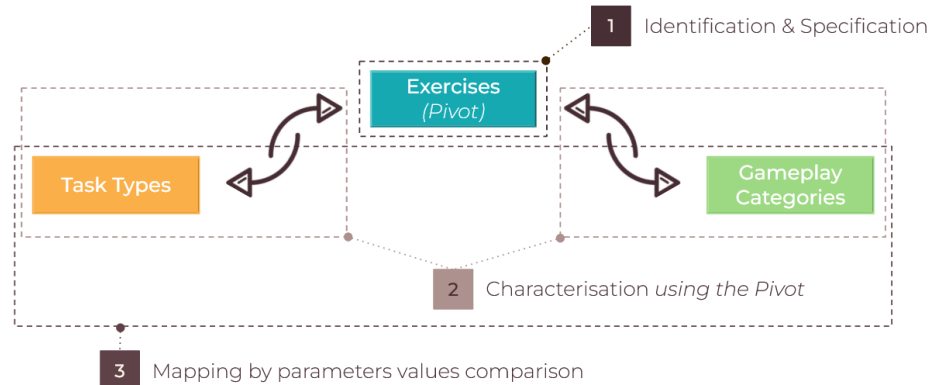 1 Identification & Specification
Exercises
(Pivot)
Task Types
Gameplay
Categories
2 Characterisation using the Pivot
3 Mapping by parameters values comparison